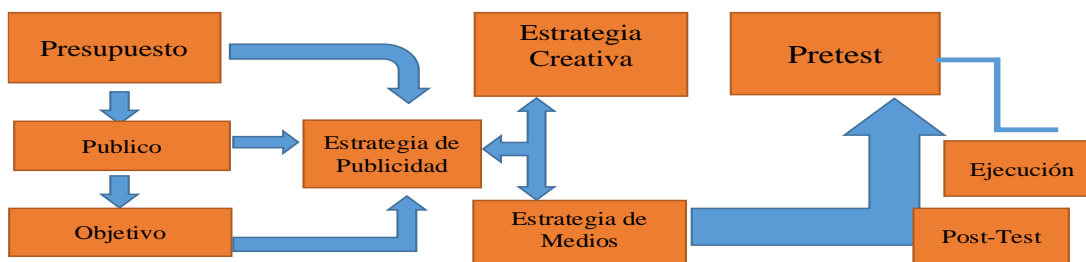 Presupuesto
Publico
Objetivo
Estrategia de
Publicidad
Estrategia
Creativa
Estrategia de
Medios
Pretest
Ejecución
Post-Test